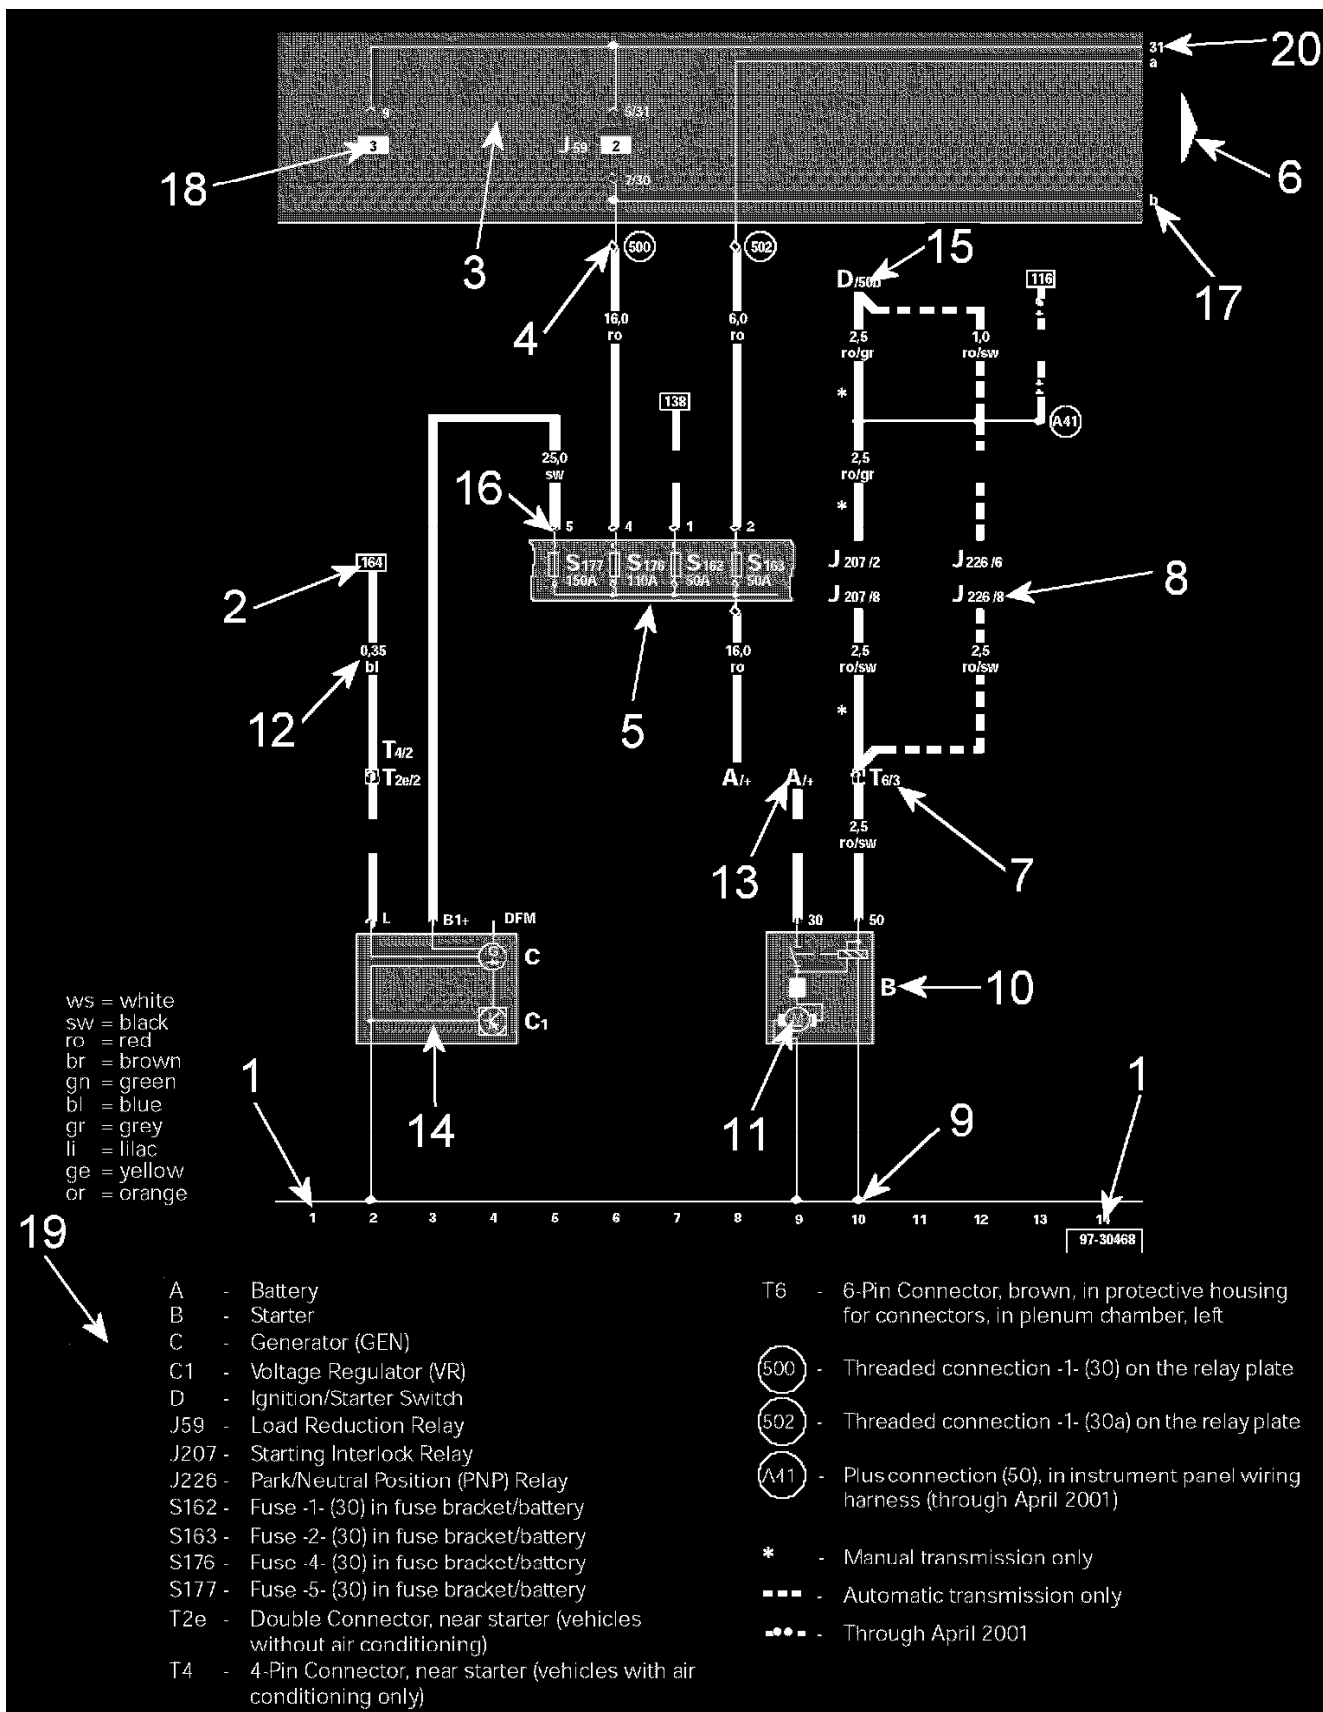 31
20
a
9
5/31
3
J59
2
18
7/30
6
b
3
500
502
15
D/50b
116
17
4
16,0
ro
6,0
ro
2,5
ro/gr
1,0
ro/sw
*
138
A41
25,0
sw
2,5
ro/gr
16
*
5
4
1
2
164
S177
150A
S176
110A
S162
50A
S163
50A
J207/2
J226/6
2
J207/8
J226/8
8
0,35
bl
16,0
ro
2,5
ro/sw
2,5
ro/sw
12
5
*
T4/2
T2e/2
A/+
A/+
T6/3
2,5
ro/sw
13
7
L
B1+
DFM
30
50
G
C
B
10
C1
M
ws = white
sw = black
ro = red
br = brown
gn = green
bl = blue
gr = grey
li = lilac
ge = yellow
or = orange
1
14
11
9
1
1 2 3 4 5 6 7 8 9 10 11 12 13 14
97-30468
19
A - Battery
B - Starter
C - Generator (GEN)
C1 - Voltage Regulator (VR)
D - Ignition/Starter Switch
J59 - Load Reduction Relay
J207 - Starting Interlock Relay
J226 - Park/Neutral Position (PNP) Relay
S162 - Fuse -1- (30) in fuse bracket/battery
S163 - Fuse -2- (30) in fuse bracket/battery
S176 - Fuse -4- (30) in fuse bracket/battery
S177 - Fuse -5- (30) in fuse bracket/battery
T2e - Double Connector, near starter (vehicles
without air conditioning)
T4 - 4-Pin Connector, near starter (vehicles with air
conditioning only)
T6 - 6-Pin Connector, brown, in protective housing
for connectors, in plenum chamber, left
500 - Threaded connection -1- (30) on the relay plate
502 - Threaded connection -1- (30a) on the relay plate
A41 - Plus connection (50), in instrument panel wiring
harness (through April 2001)
* - Manual transmission only
- Automatic transmission only
- Through April 2001